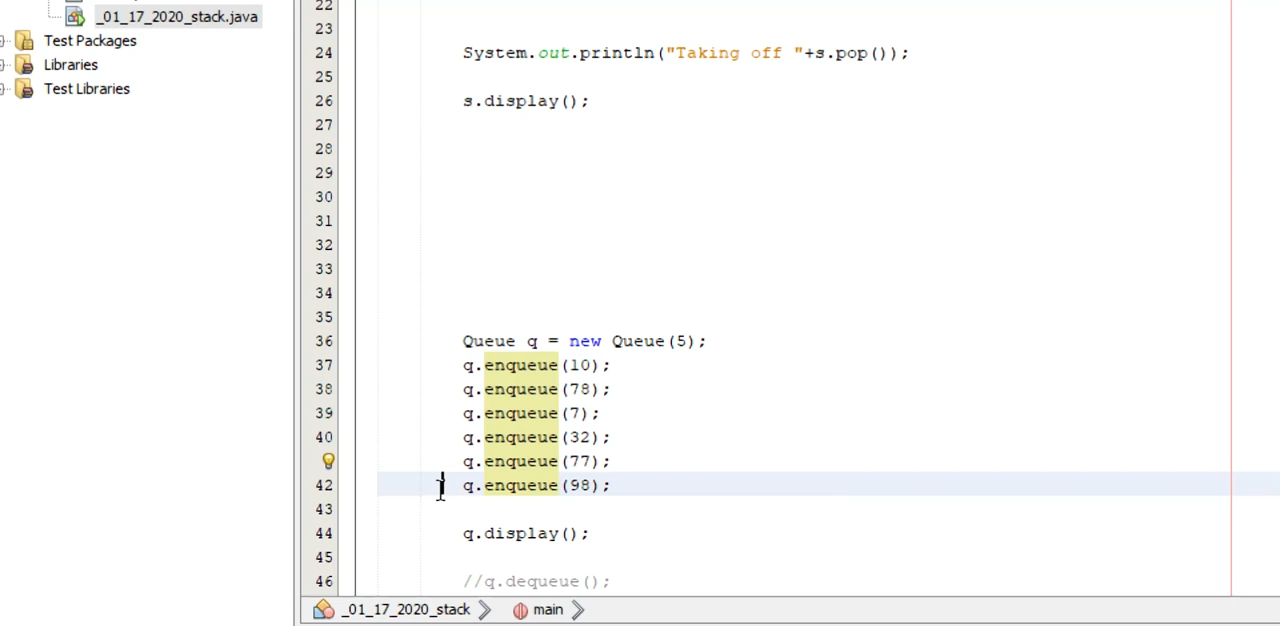 _01_17_2020_stack.java
Test Packages
Libraries
Test Libraries
22
23
24 System.out.println("Taking off "+s.pop());
25
26 s.display();
27
28
29
30
31
32
33
34
35
36 Queue q = new Queue(5);
37 q.enqueue(10);
38 q.enqueue(78);
39 q.enqueue(7);
40 q.enqueue(32);
q.enqueue(77);
42 q.enqueue(98);
43
44 q.display();
45
46 //q.dequeue();
_01_17_2020_stack main